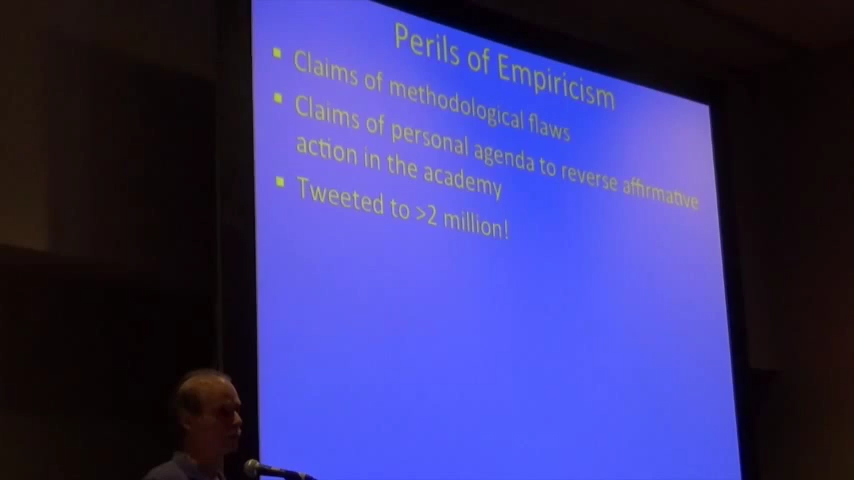 Perils of Empiricism
▪ Claims of methodological flaws
▪ Claims of personal agenda to reverse affirmative
action in the academy
▪ Tweeted to >2 million!